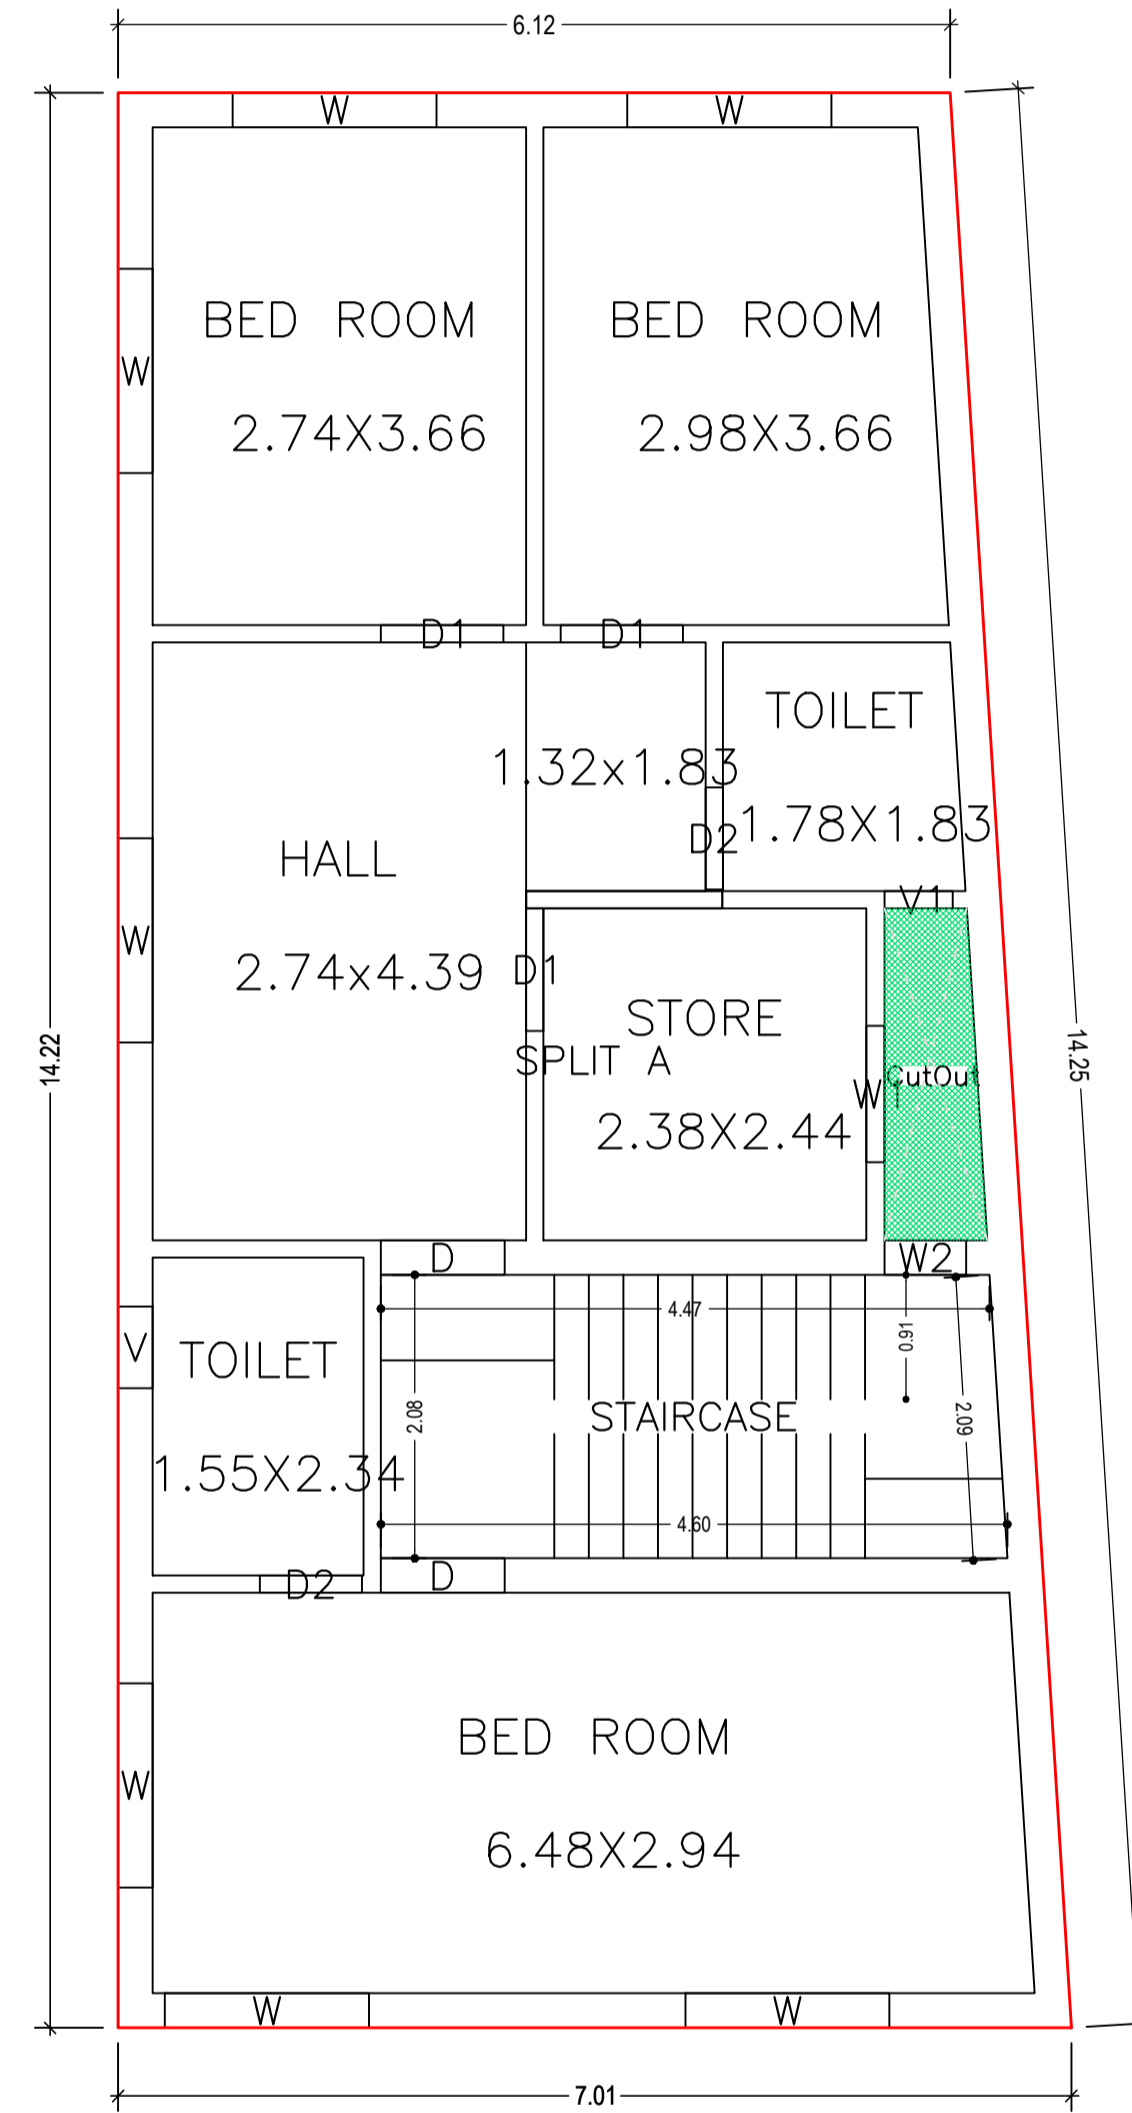 6.12
W
W
BED ROOM
BED ROOM
W
2.74X3.66
2.98X3.66
D1
D1
TOILET
1.32x1.83
1.78X1.83
D2
HALL
V1
W
2.74x4.39
D1
STORE
SPLIT A
14.22
14.25
CutOut
W1
2.38X2.44
D
W2
4.47
0.91
V
TOILET
2.08
STAIRCASE
2.09
1.55X2.34
4.60
D2
D
BED ROOM
W
6.48X2.94
W
W
7.01